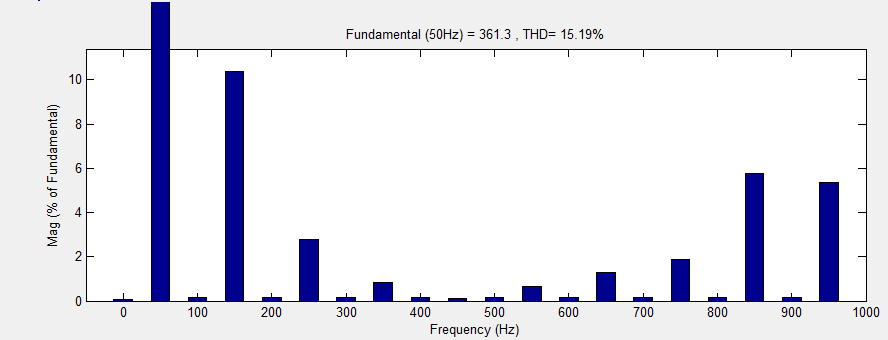 Fundamental (50Hz) = 361.3 , THD= 15.19%
Mag (% of Fundamental)
10
8
6
4
2
0
0 100 200 300 400 500 600 700 800 900 1000
Frequency (Hz)